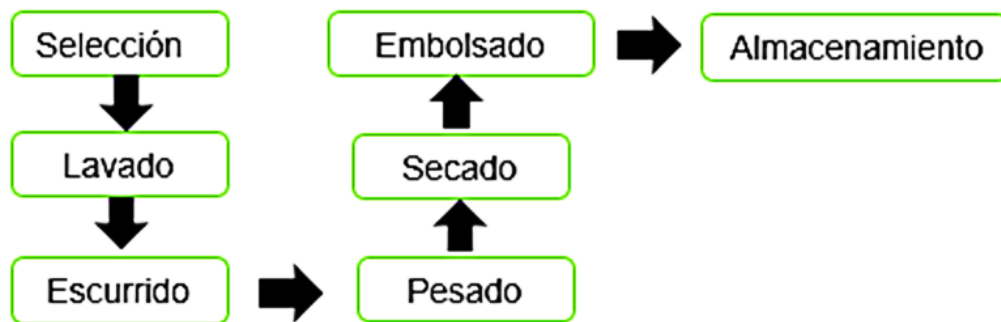 Selección
Lavado
Escurrido
Pesado
Secado
Embolsado
Almacenamiento